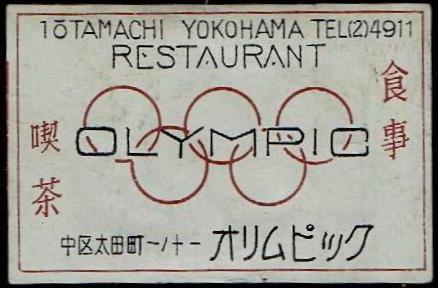 1ōTAMACHI YOKOHAMA TEL(2)4911
RESTAURANT
食事
OLYMPIC
喫茶
中区太田町一ノ十一 オリムピック